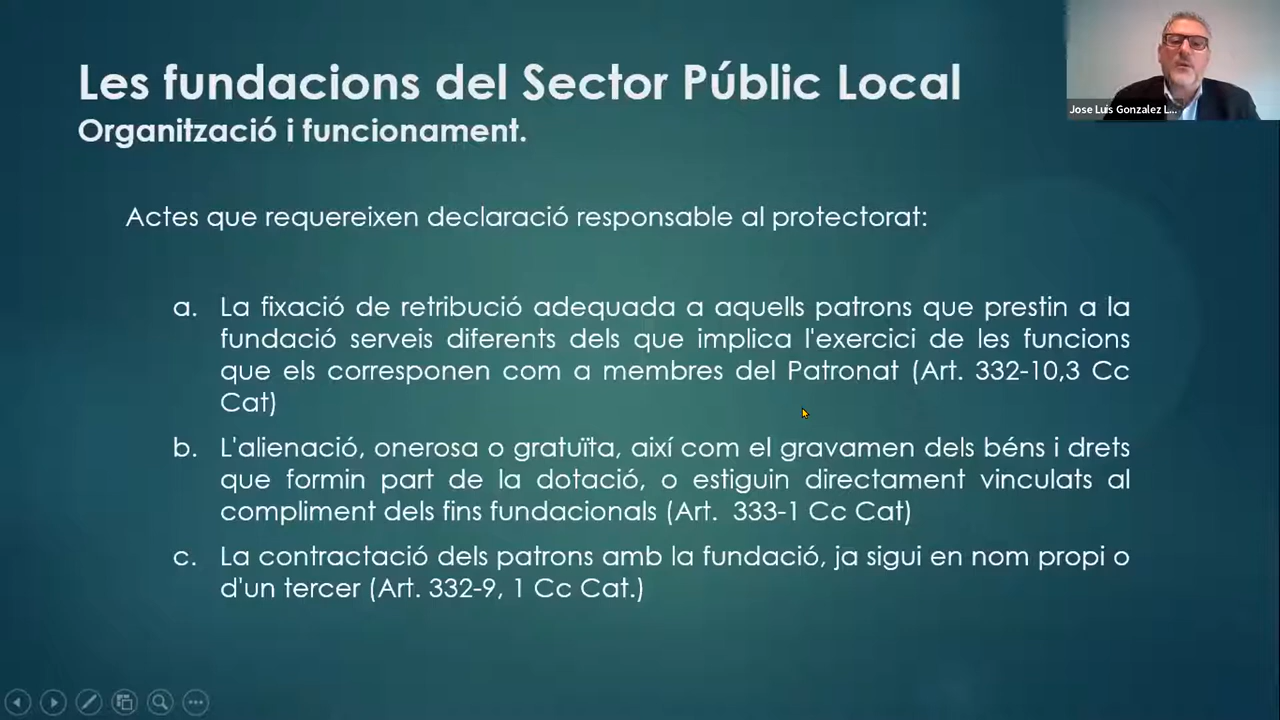 Les fundacions del Sector Públic Local
Organització i funcionament.
Jose Luis Gonzalez L...
Actes que requereixen declaració responsable al protectorat:
a. La fixació de retribució adequada a aquells patrons que prestin a la
fundació serveis diferents dels que implica l'exercici de les funcions
que els corresponen com a membres del Patronat (Art. 332-10,3 Cc
Cat)
b. L'alienació, onerosa o gratuïta, així com el gravamen dels béns i drets
que formin part de la dotació, o estiguin directament vinculats al
compliment dels fins fundacionals (Art.  333-1 Cc Cat)
c. La contractació dels patrons amb la fundació, ja sigui en nom propi o
d'un tercer (Art. 332-9, 1 Cc Cat.)